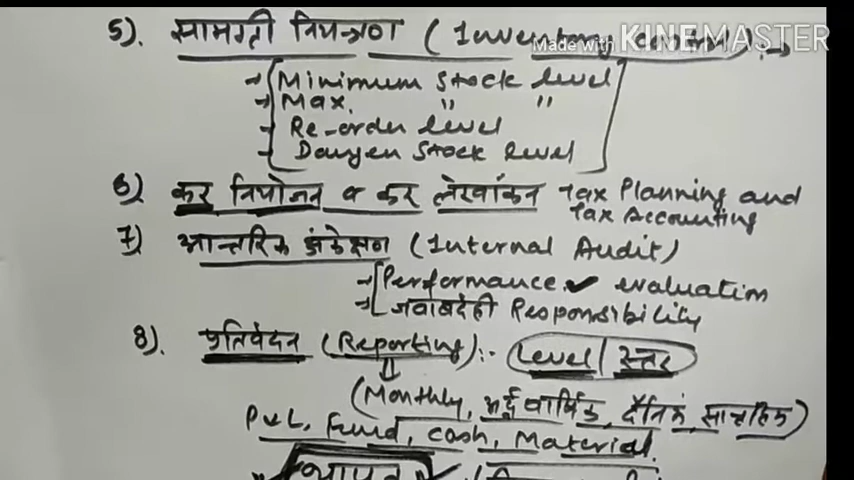 5). सामग्री नियन्त्रण (Inventory control) :→
Made with KINEMASTER
→ Minimum Stock level
→ Max. " "
→ Re-order level
→ Danger Stock level
6) कर नियोजन व कर लेखांकन Tax Planning and
Tax Accounting
7) आन्तरिक अंकेक्षण (Internal Audit)
→ Performance ✓ evaluation
→ जवाबदेही Responsibility
8). प्रतिवेदन (Reporting) :- Level / स्तर
⇓
(Monthly, अर्द्धवार्षिक, दैनिक, साप्ताहिक)
P&L, Fund, Cash, Material.